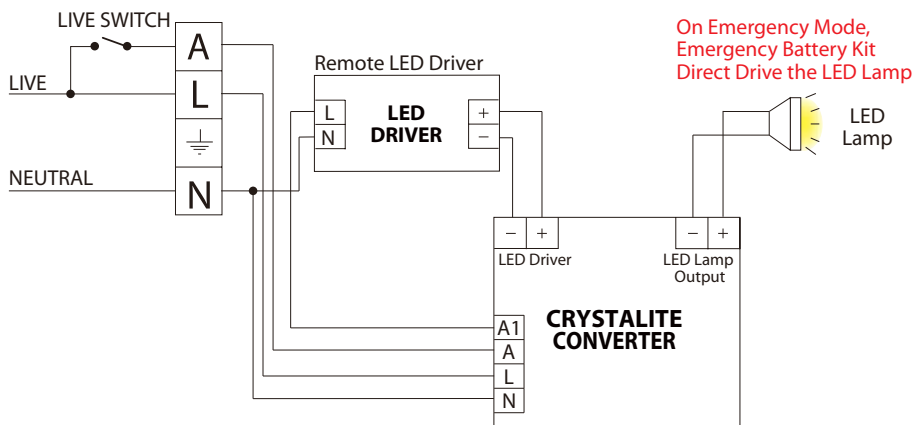 LIVE SWITCH
LIVE
NEUTRAL
A
L
N
Remote LED Driver
L
N
LED
DRIVER
+
−
On Emergency Mode,
Emergency Battery Kit
Direct Drive the LED Lamp
LED
Lamp
− +
LED Driver
− +
LED Lamp
Output
CRYSTALITE
CONVERTER
A1
A
L
N